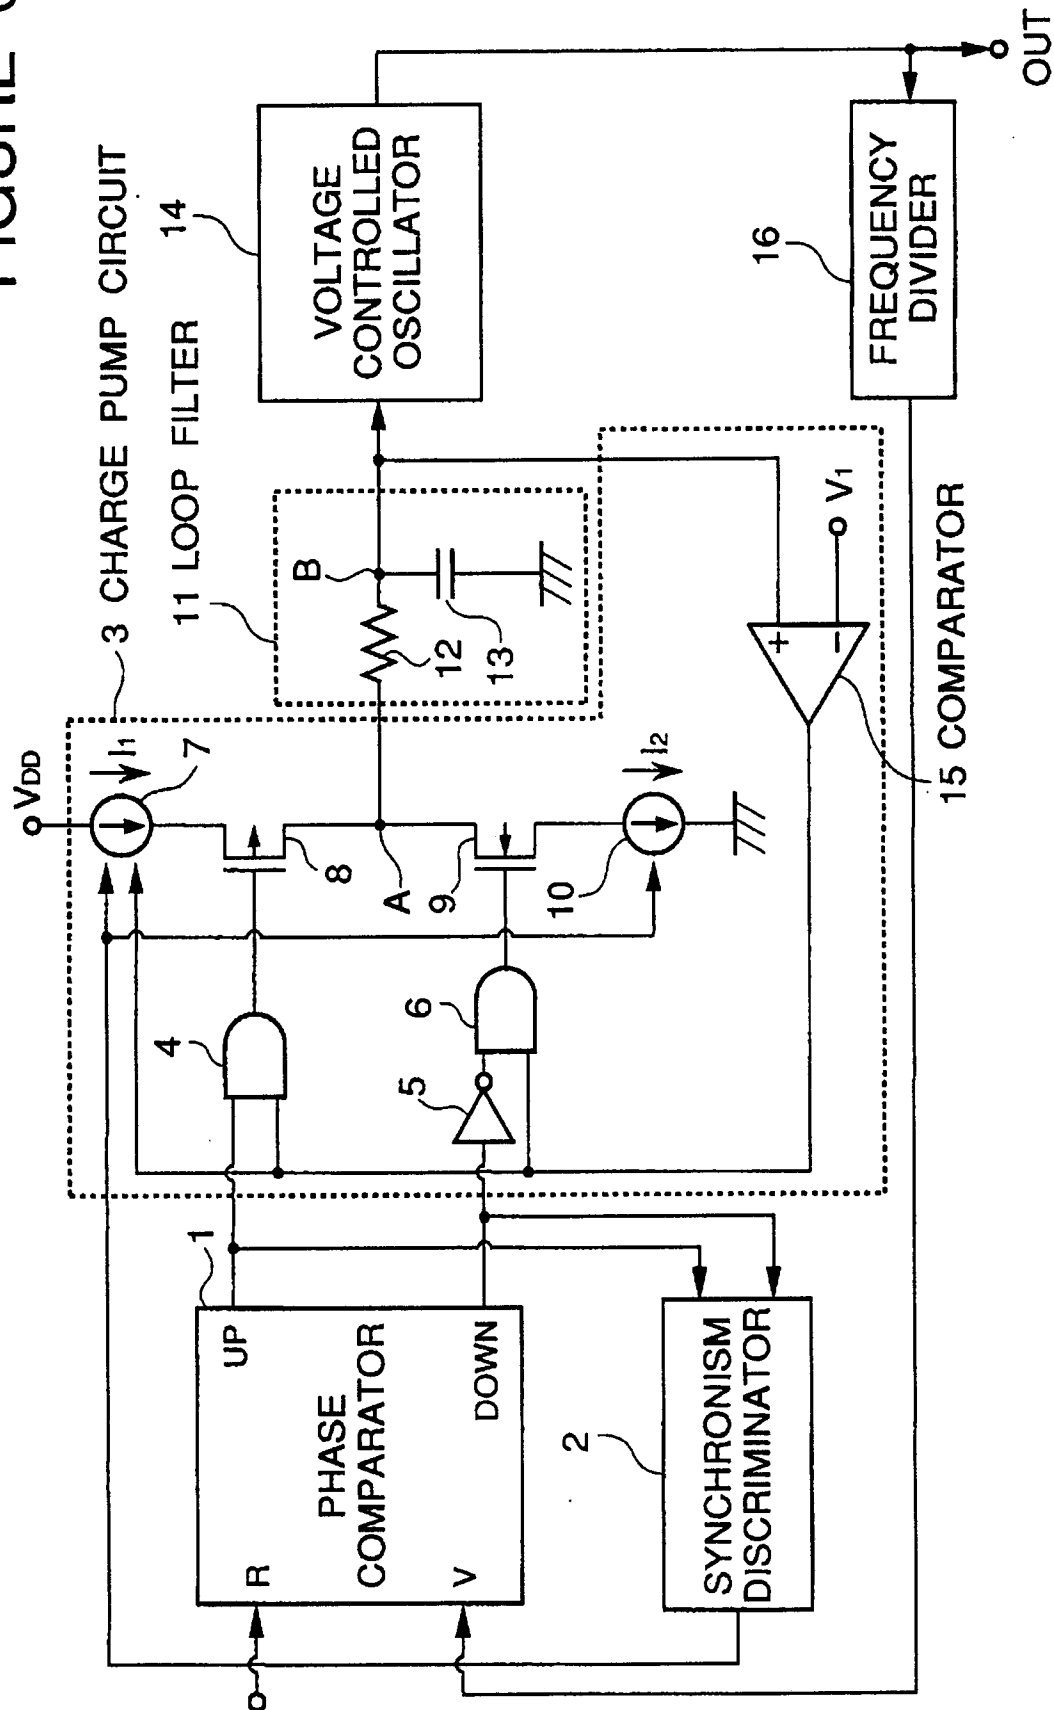 3 CHARGE PUMP CIRCUIT
11 LOOP FILTER
VDD
I1
7
8
A
9
10
I2
4
5
6
B
12
13
14
VOLTAGE
CONTROLLED
OSCILLATOR
1
UP
PHASE
COMPARATOR
DOWN
R
V
2
SYNCHRONISM
DISCRIMINATOR
+
−
V1
15 COMPARATOR
16
FREQUENCY
DIVIDER
OUT